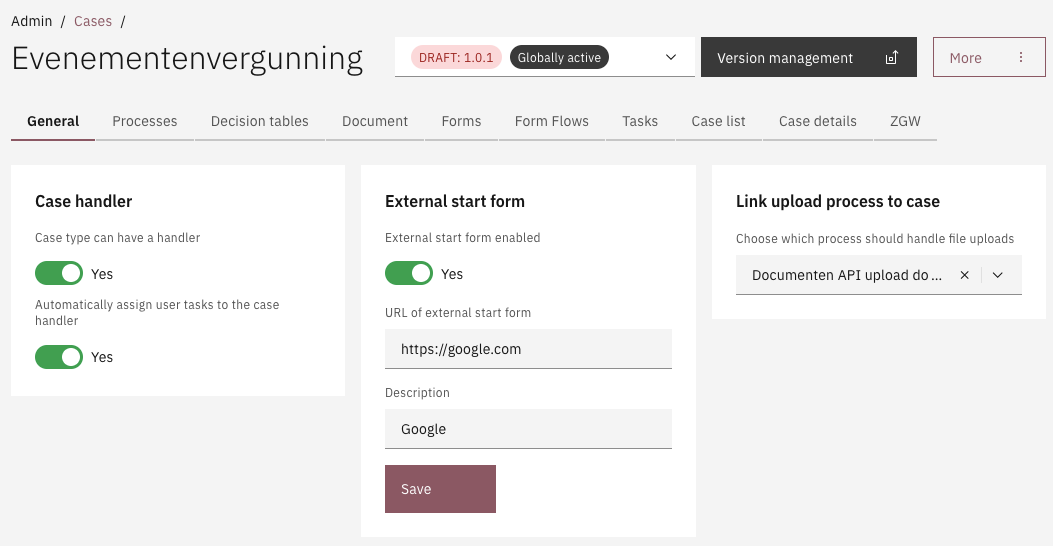 Admin / Cases /
Evenementenvergunning
DRAFT: 1.0.1 Globally active
Version management
More
General Processes Decision tables Document Forms Form Flows Tasks Case list Case details ZGW
Case handler
Case type can have a handler
Yes
Automatically assign user tasks to the case
handler
Yes
External start form
External start form enabled
Yes
URL of external start form
https://google.com
Description
Google
Save
Link upload process to case
Choose which process should handle file uploads
Documenten API upload do...